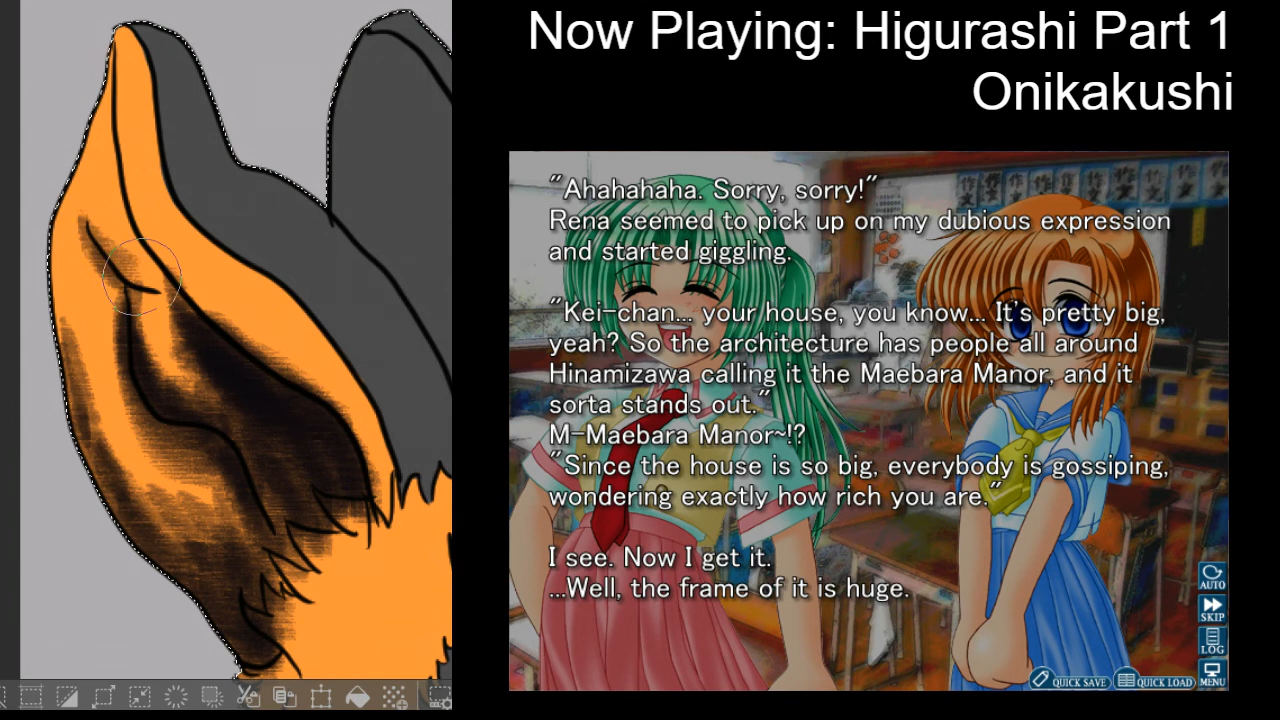 Now Playing: Higurashi Part 1
Onikakushi
"Ahahahaha. Sorry, sorry!"
Rena seemed to pick up on my dubious expression
and started giggling.
"Kei-chan... your house, you know... It's pretty big,
yeah? So the architecture has people all around
Hinamizawa calling it the Maebara Manor, and it
sorta stands out."
M-Maebara Manor~!?
"Since the house is so big, everybody is gossiping,
wondering exactly how rich you are."
I see. Now I get it.
...Well, the frame of it is huge.
AUTO
SKIP
LOG
MENU
QUICK SAVE
QUICK LOAD